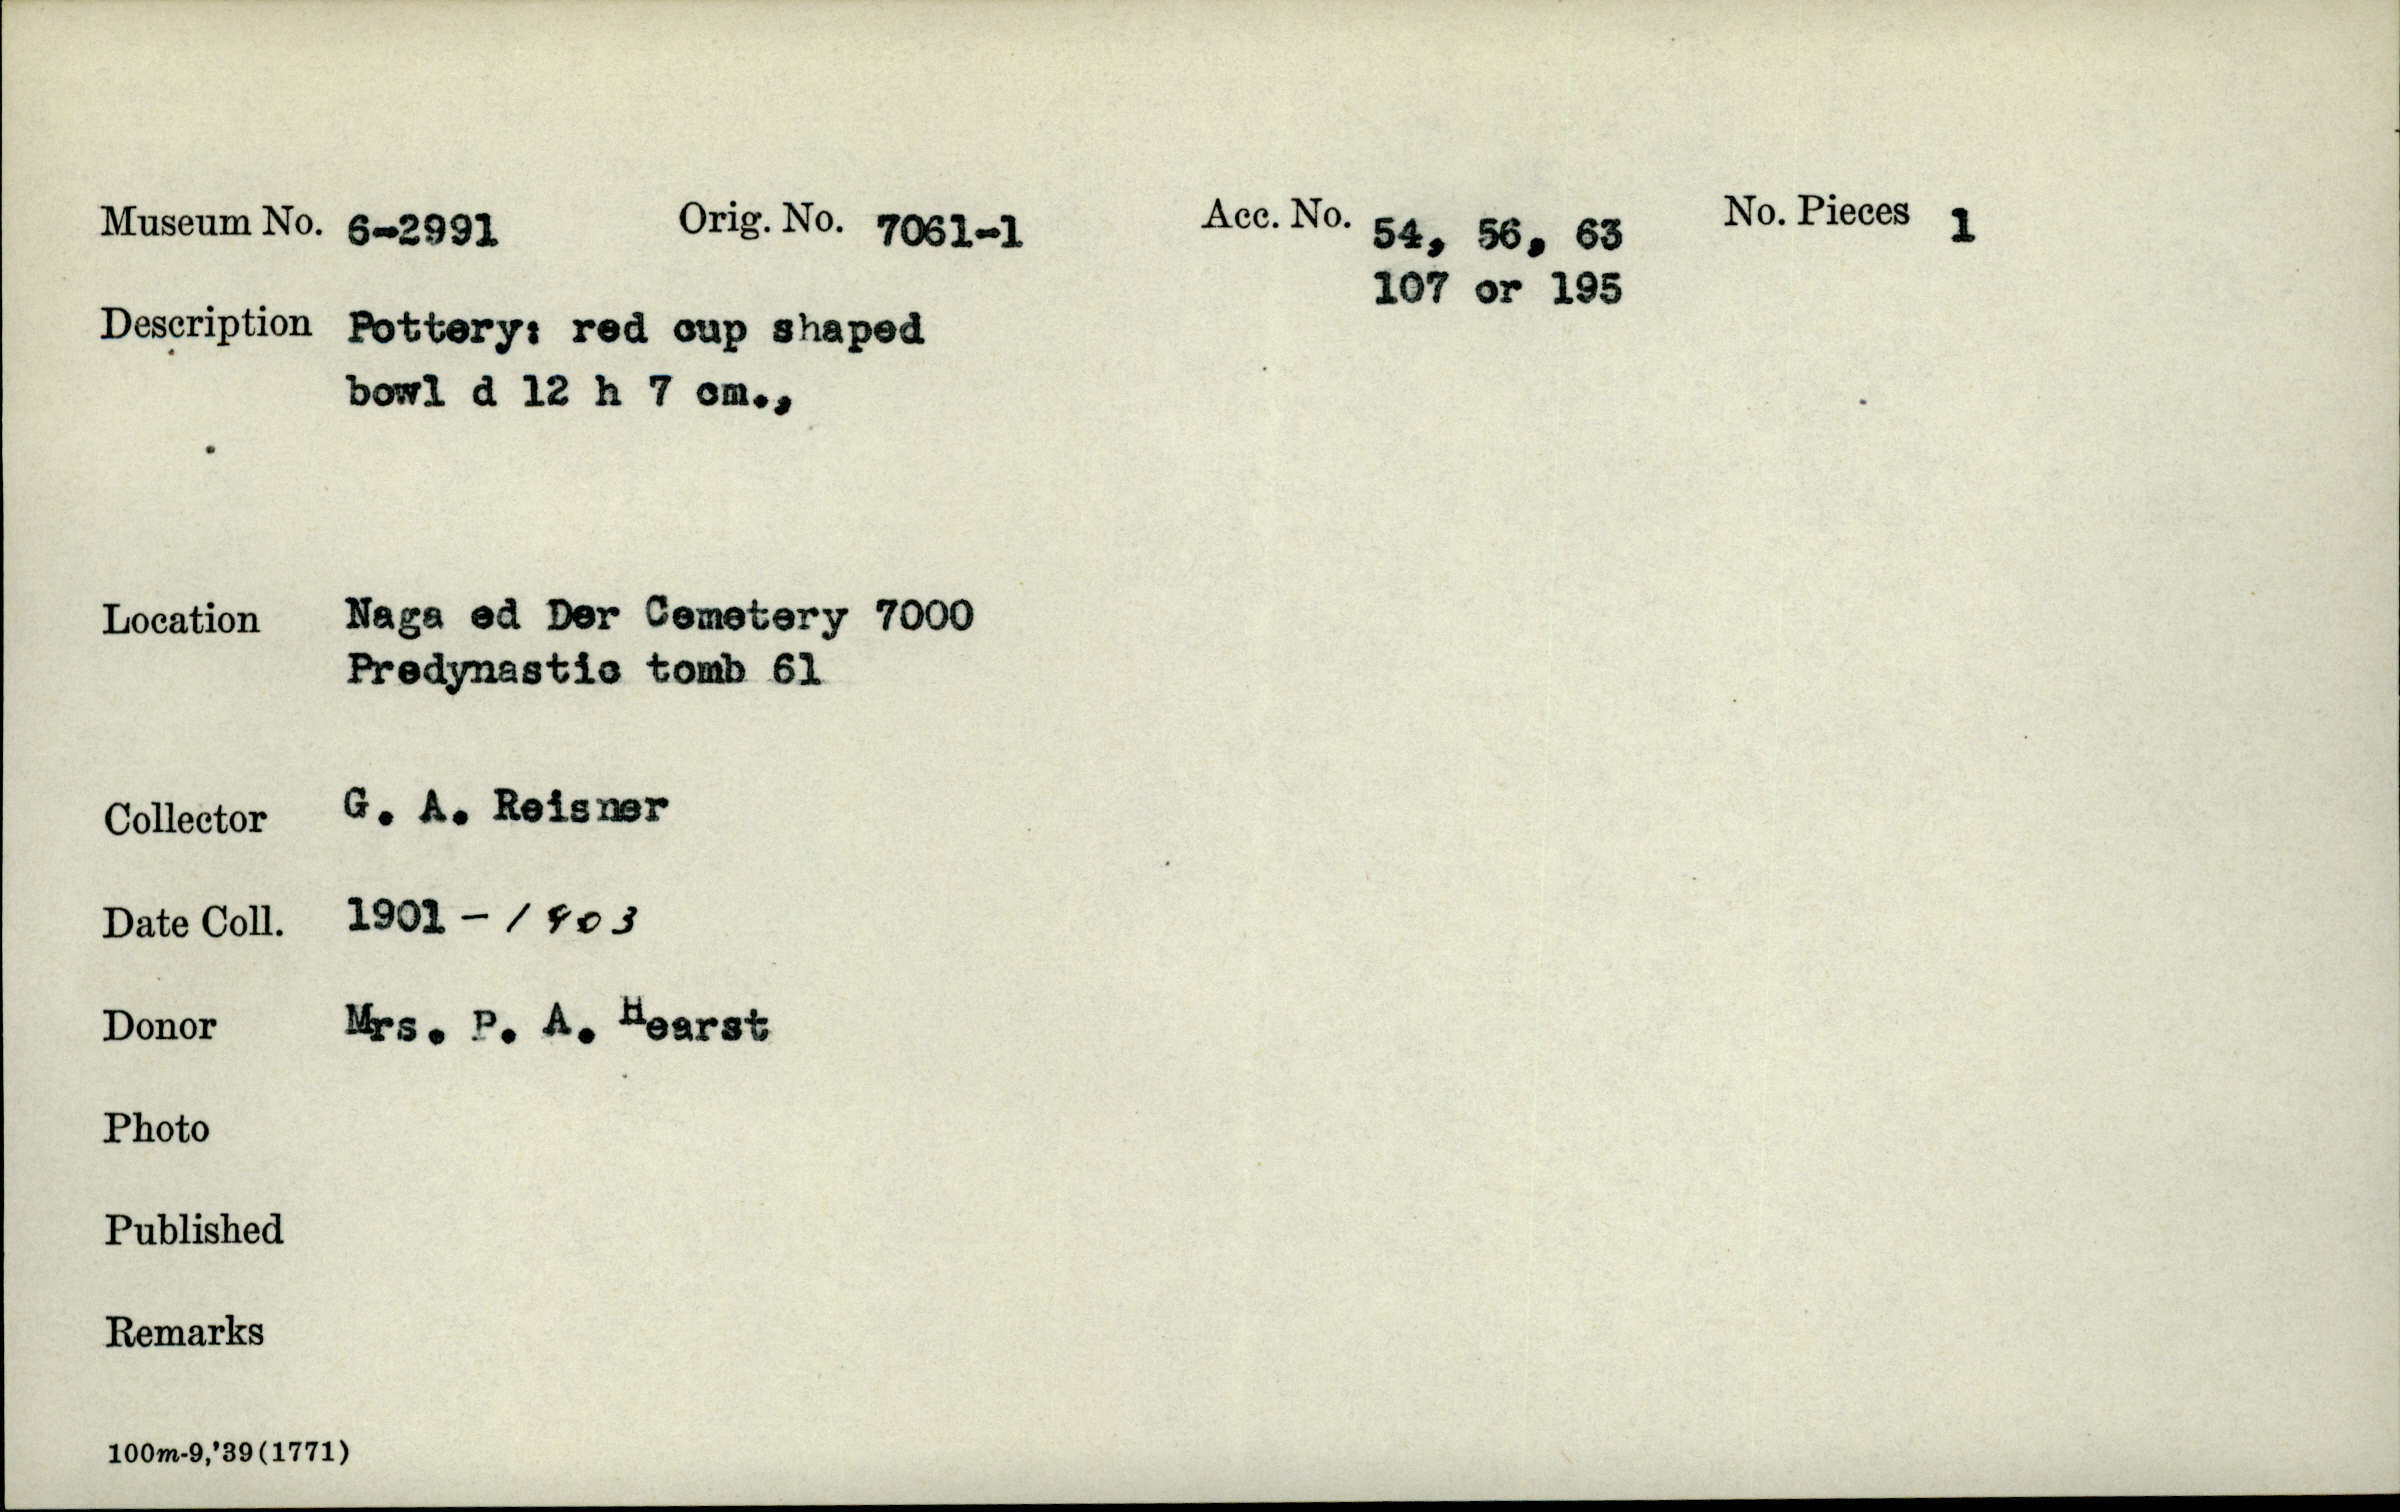 Museum No. 6-2991 Orig. No. 7061-1 Acc. No. 54, 56, 63 No. Pieces 1
107 or 195
Description Pottery: red cup shaped
bowl d 12 h 7 cm.,
Location Naga ed Der Cemetery 7000
Predynastic tomb 61
Collector G. A. Reisner
Date Coll. 1901 - 1903
Donor Mrs. P. A. Hearst
Photo
Published
Remarks
100m-9,'39(1771)